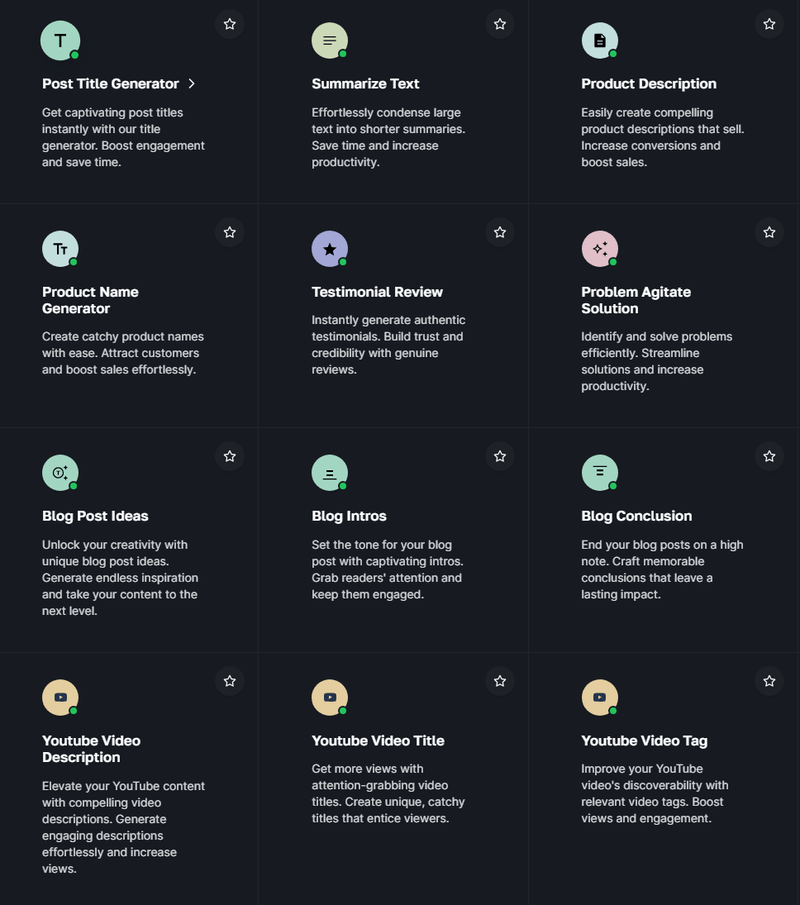 T
Post Title Generator
Get captivating post titles
instantly with our title
generator. Boost engagement
and save time.
Summarize Text
Effortlessly condense large
text into shorter summaries.
Save time and increase
productivity.
Product Description
Easily create compelling
product descriptions that sell.
Increase conversions and
boost sales.
TT
Product Name
Generator
Create catchy product names
with ease. Attract customers
and boost sales effortlessly.
Testimonial Review
Instantly generate authentic
testimonials. Build trust and
credibility with genuine
reviews.
Problem Agitate
Solution
Identify and solve problems
efficiently. Streamline
solutions and increase
productivity.
T
Blog Post Ideas
Unlock your creativity with
unique blog post ideas.
Generate endless inspiration
and take your content to the
next level.
Blog Intros
Set the tone for your blog
post with captivating intros.
Grab readers' attention and
keep them engaged.
Blog Conclusion
End your blog posts on a high
note. Craft memorable
conclusions that leave a
lasting impact.
Youtube Video
Description
Elevate your YouTube content
with compelling video
descriptions. Generate
engaging descriptions
effortlessly and increase
views.
Youtube Video Title
Get more views with
attention-grabbing video
titles. Create unique, catchy
titles that entice viewers.
Youtube Video Tag
Improve your YouTube
video's discoverability with
relevant video tags. Boost
views and engagement.